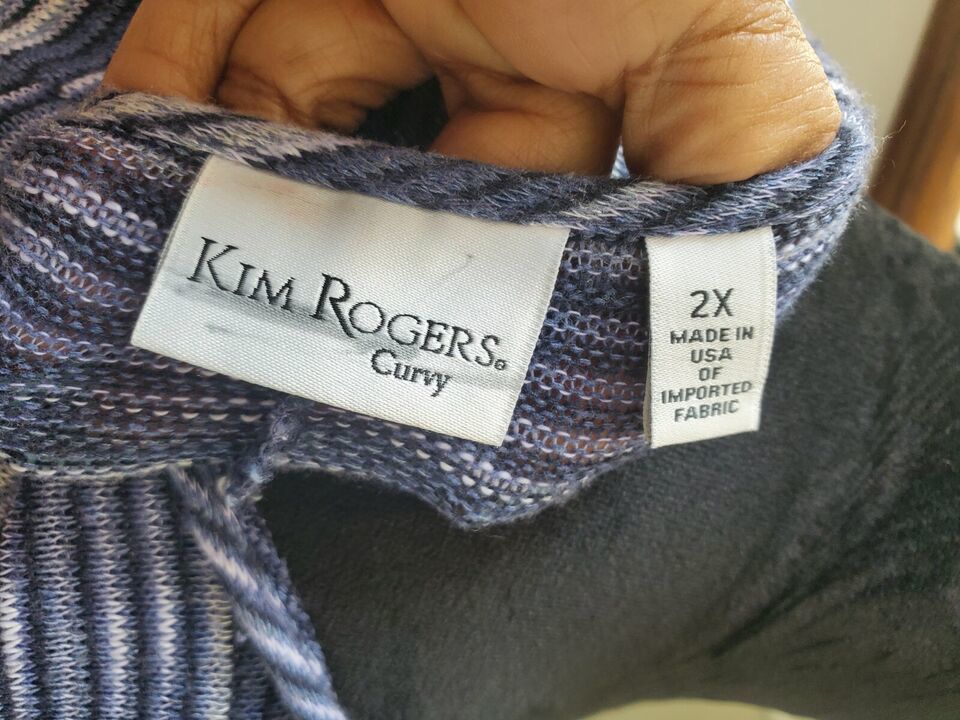 KIM ROGERS®
Curvy
2X
MADE IN
USA
OF
IMPORTED
FABRIC